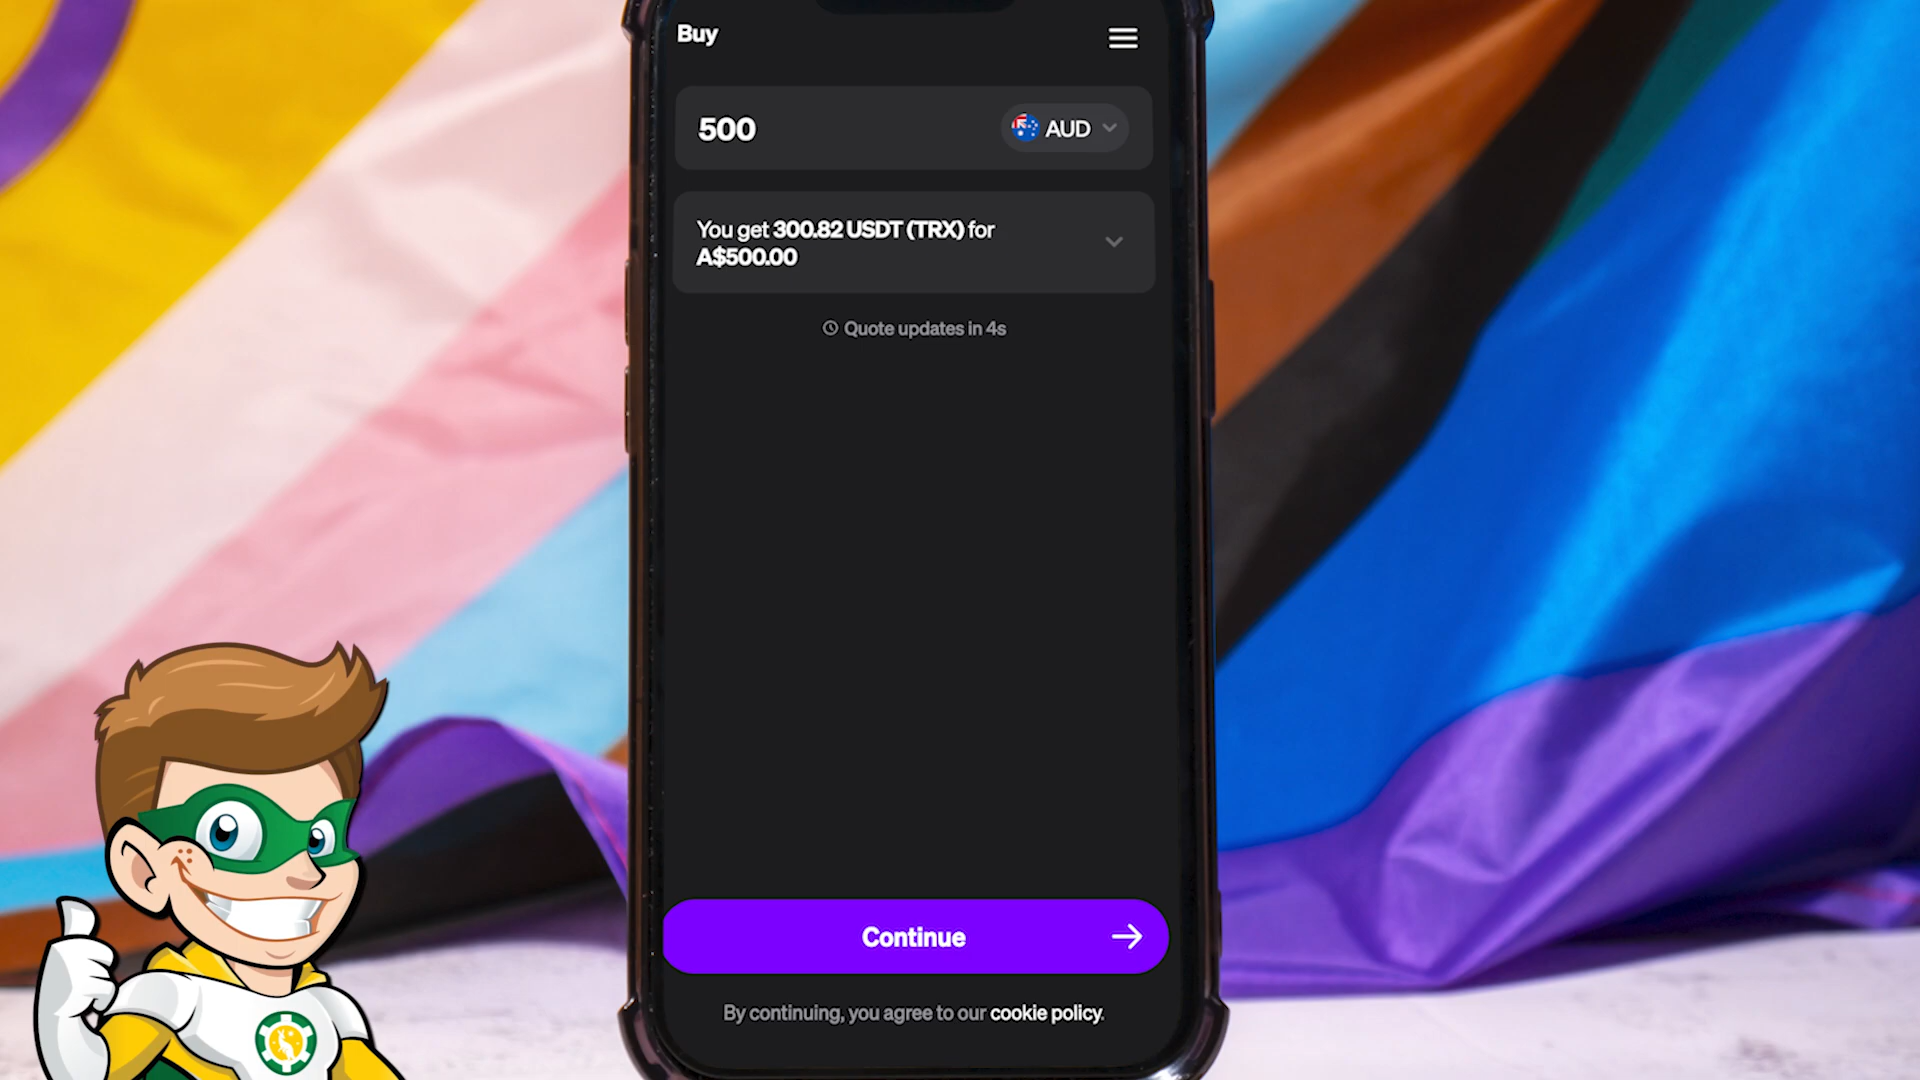 Buy
500
AUD
You get 300.82 USDT (TRX) for
A$500.00
Quote updates in 4s
Continue
By continuing, you agree to our cookie policy.